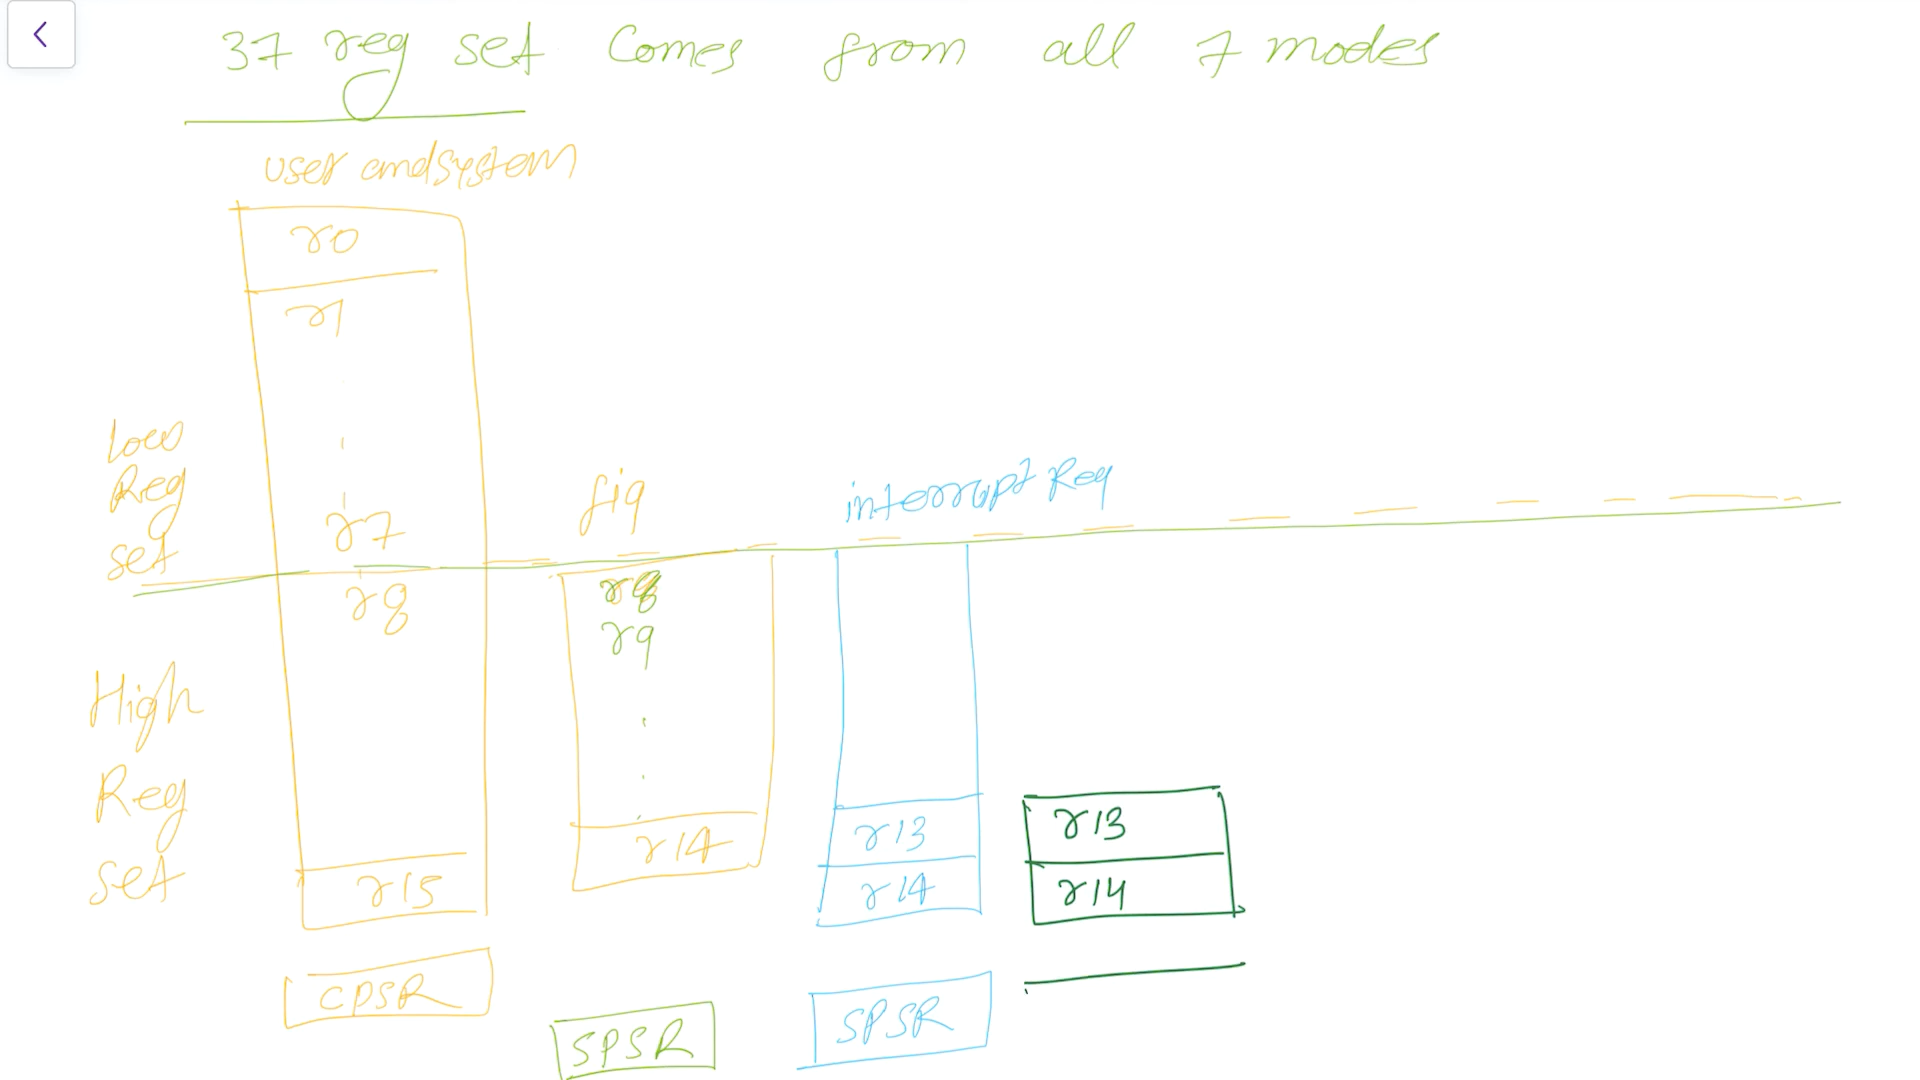 37 reg set comes from all 7 modes
user and system
r0
r1
r7
r8
r15
CPSR
Low
Reg
set
High
Reg
set
fiq
r8
r9
r14
SPSR
interrupt Req
r13
r14
SPSR
r13
r14